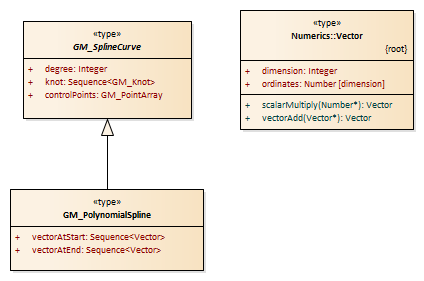 «type»
GM_SplineCurve
+ degree: Integer
+ knot: Sequence<GM_Knot>
+ controlPoints: GM_PointArray
«type»
Numerics::Vector
{root}
+ dimension: Integer
+ ordinates: Number [dimension]
+ scalarMultiply(Number*): Vector
+ vectorAdd(Vector*): Vector
«type»
GM_PolynomialSpline
+ vectorAtStart: Sequence<Vector>
+ vectorAtEnd: Sequence<Vector>